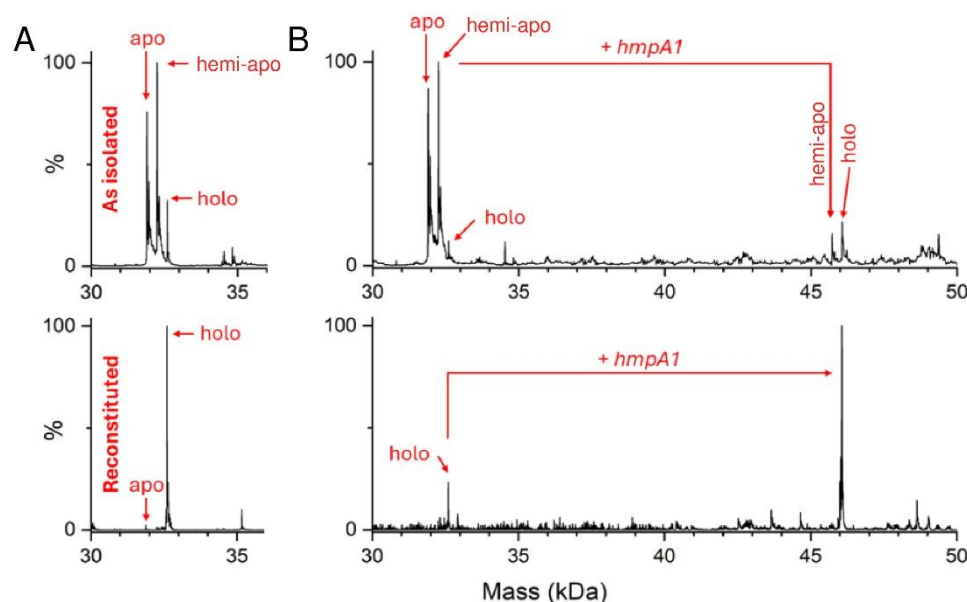 A
apo
hemi-apo
100
As isolated
%
holo
0
30
35
100
Reconstituted
holo
%
apo
0
30
35
B
apo
hemi-apo
+ hmpA1
100
hemi-apo
holo
%
holo
0
30
35
40
45
50
100
+ hmpA1
%
holo
0
30
35
40
45
50
Mass (kDa)